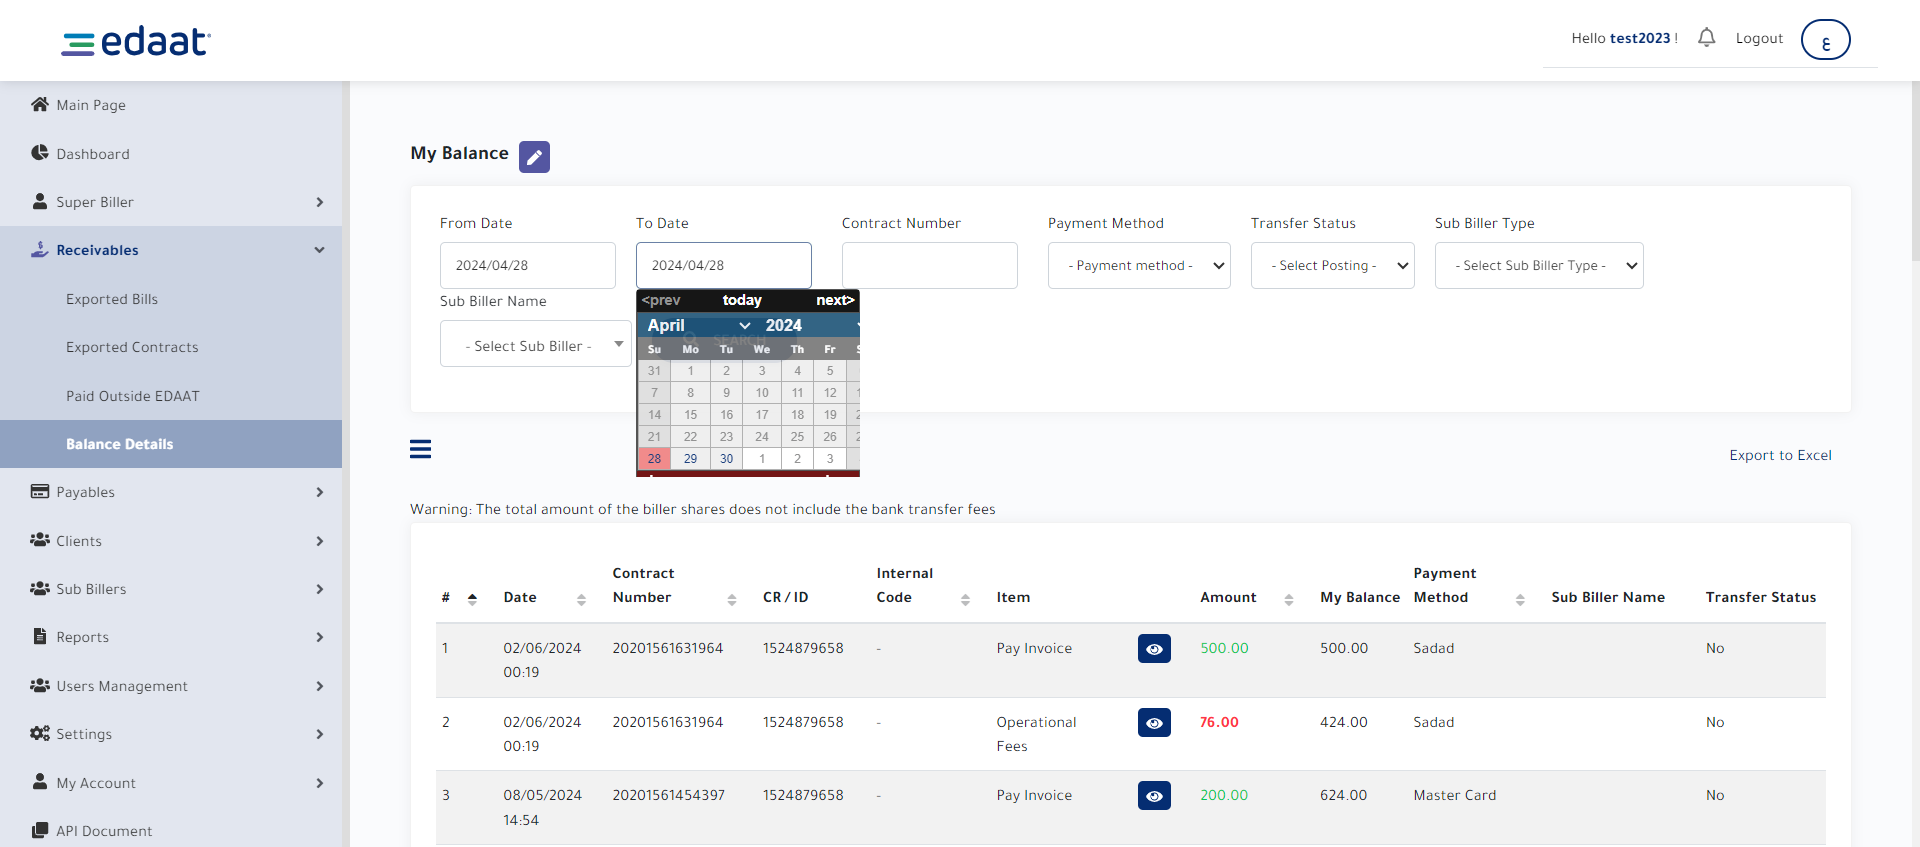 edaat
Hello test2023 !
Logout
ع
Main Page
Dashboard
Super Biller
Receivables
Exported Bills
Exported Contracts
Paid Outside EDAAT
Balance Details
Payables
Clients
Sub Billers
Reports
Users Management
Settings
My Account
API Document
My Balance
From Date To Date Contract Number Payment Method Transfer Status Sub Biller Type
2024/04/28 2024/04/28 - Payment method - - Select Posting - - Select Sub Biller Type -
Sub Biller Name
- Select Sub Biller -
<prev today next>
April 2024
SEARCH
Su Mo Tu We Th Fr S
31 1 2 3 4 5
7 8 9 10 11 12 1
14 15 16 17 18 19 2
21 22 23 24 25 26 2
28 29 30 1 2 3
Export to Excel
Warning: The total amount of the biller shares does not include the bank transfer fees
# Date Contract Number CR / ID Internal Code Item Amount My Balance Payment Method Sub Biller Name Transfer Status
1 02/06/2024 00:19 20201561631964 1524879658 - Pay Invoice 500.00 500.00 Sadad No
2 02/06/2024 00:19 20201561631964 1524879658 - Operational Fees 76.00 424.00 Sadad No
3 08/05/2024 14:54 20201561454397 1524879658 - Pay Invoice 200.00 624.00 Master Card No